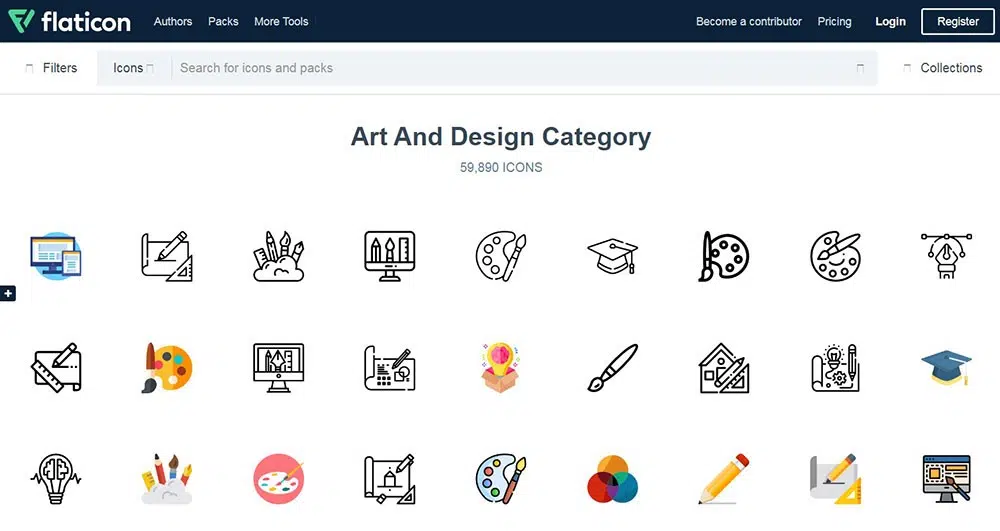 flaticon Authors Packs More Tools Become a contributor Pricing Login Register
Filters Icons Search for icons and packs Collections
Art And Design Category
59,890 ICONS